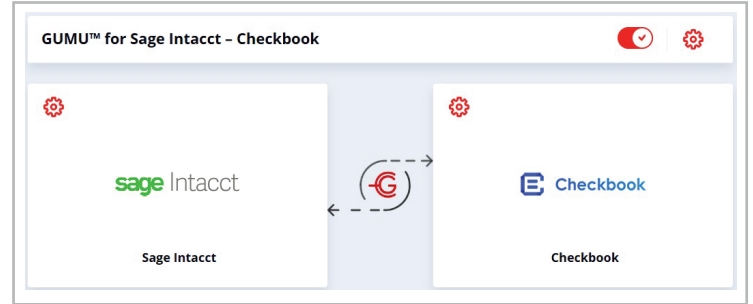 GUMU™ for Sage Intacct – Checkbook
sage Intacct
G
Checkbook
Sage Intacct
Checkbook